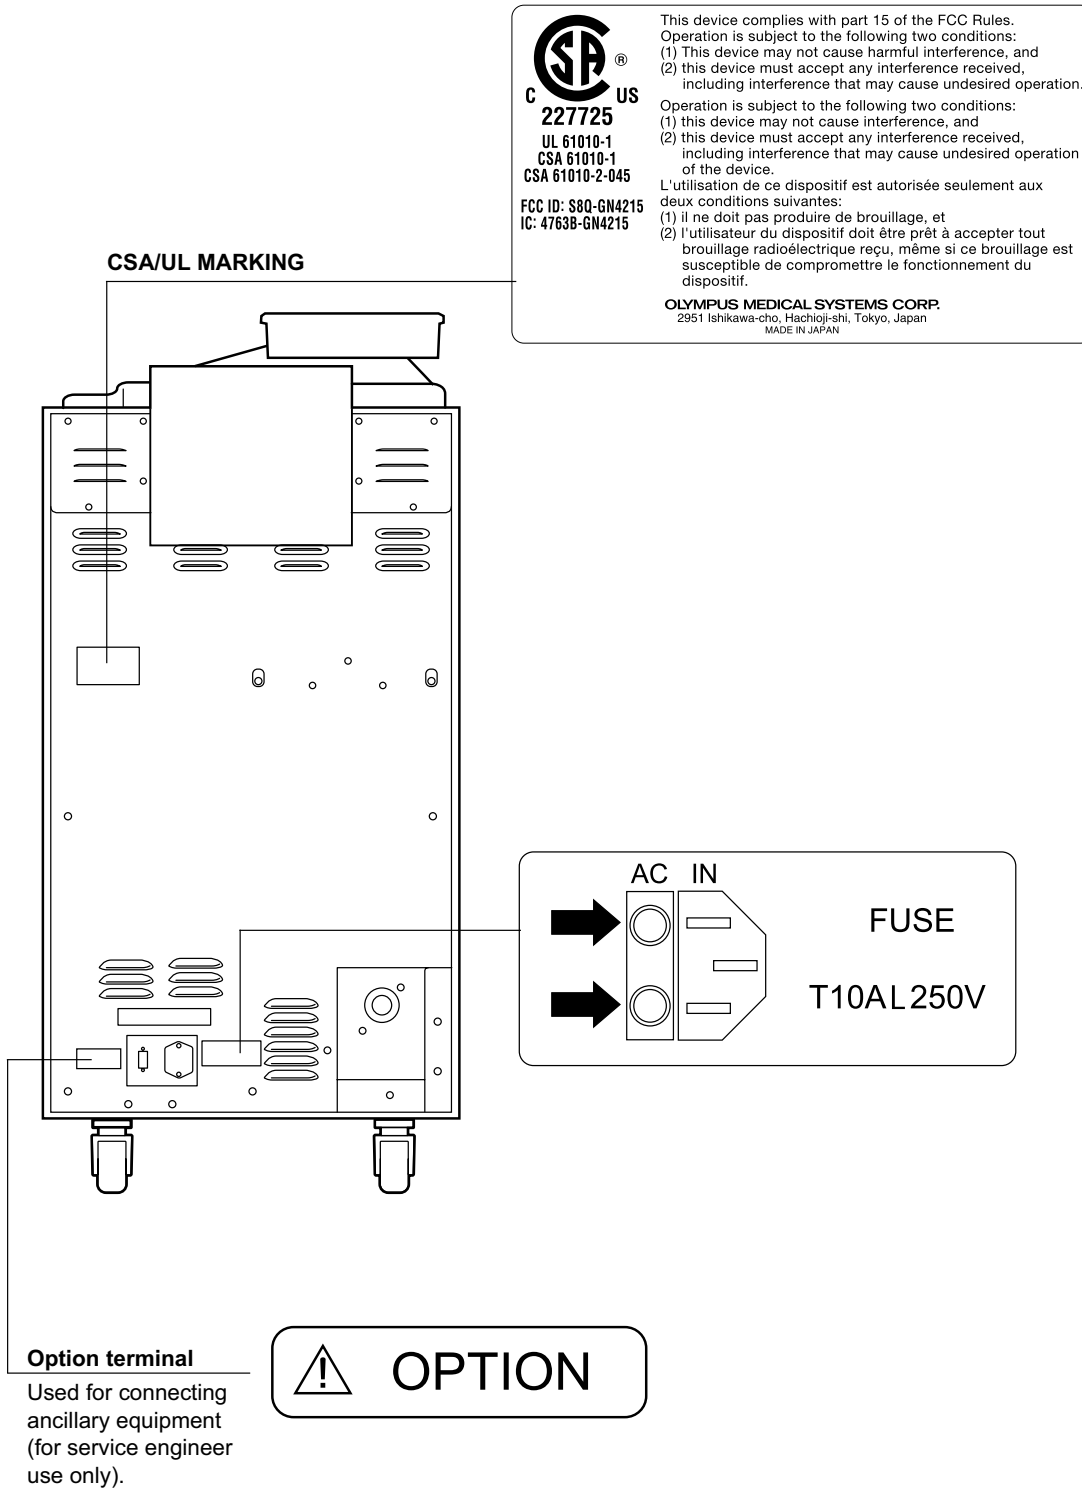 This device complies with part 15 of the FCC Rules.
Operation is subject to the following two conditions:
(1) This device may not cause harmful interference, and
(2) this device must accept any interference received,
including interference that may cause undesired operation.
Operation is subject to the following two conditions:
(1) this device may not cause interference, and
(2) this device must accept any interference received,
including interference that may cause undesired operation
of the device.
L'utilisation de ce dispositif est autorisée seulement aux
deux conditions suivantes:
(1) il ne doit pas produire de brouillage, et
(2) l'utilisateur du dispositif doit être prêt à accepter tout
brouillage radioélectrique reçu, même si ce brouillage est
susceptible de compromettre le fonctionnement du
dispositif.
OLYMPUS MEDICAL SYSTEMS CORP.
2951 Ishikawa-cho, Hachioji-shi, Tokyo, Japan
MADE IN JAPAN
SA ®
C US
227725
UL 61010-1
CSA 61010-1
CSA 61010-2-045
FCC ID: S8Q-GN4215
IC: 4763B-GN4215
CSA/UL MARKING
AC IN
FUSE
T10AL250V
Option terminal
Used for connecting
ancillary equipment
(for service engineer
use only).
! OPTION